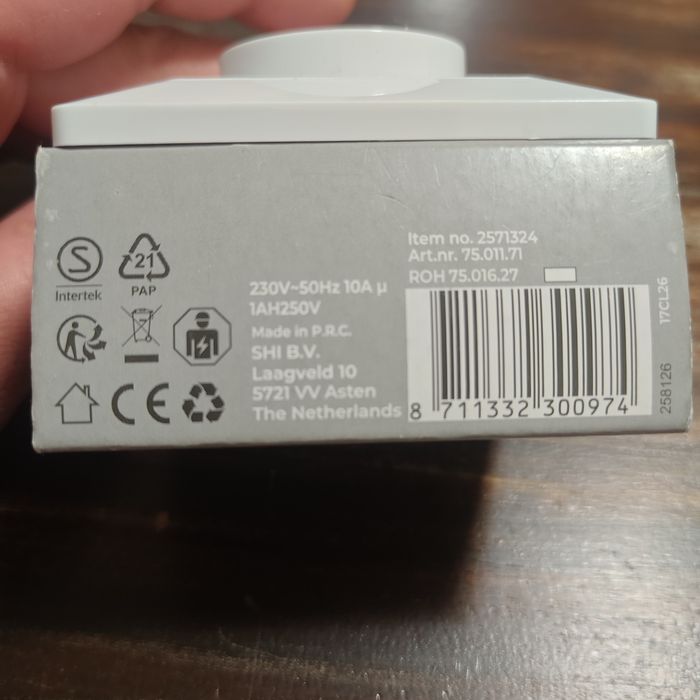 S
Intertek
21
PAP
CE
230V~50Hz 10A µ
1AH250V
Made in P.R.C.
SHI B.V.
Laagveld 10
5721 VV Asten
The Netherlands
Item no. 2571324
Art.nr. 75.011.71
ROH 75.016.27
8 711332 300974
17CL26
258126